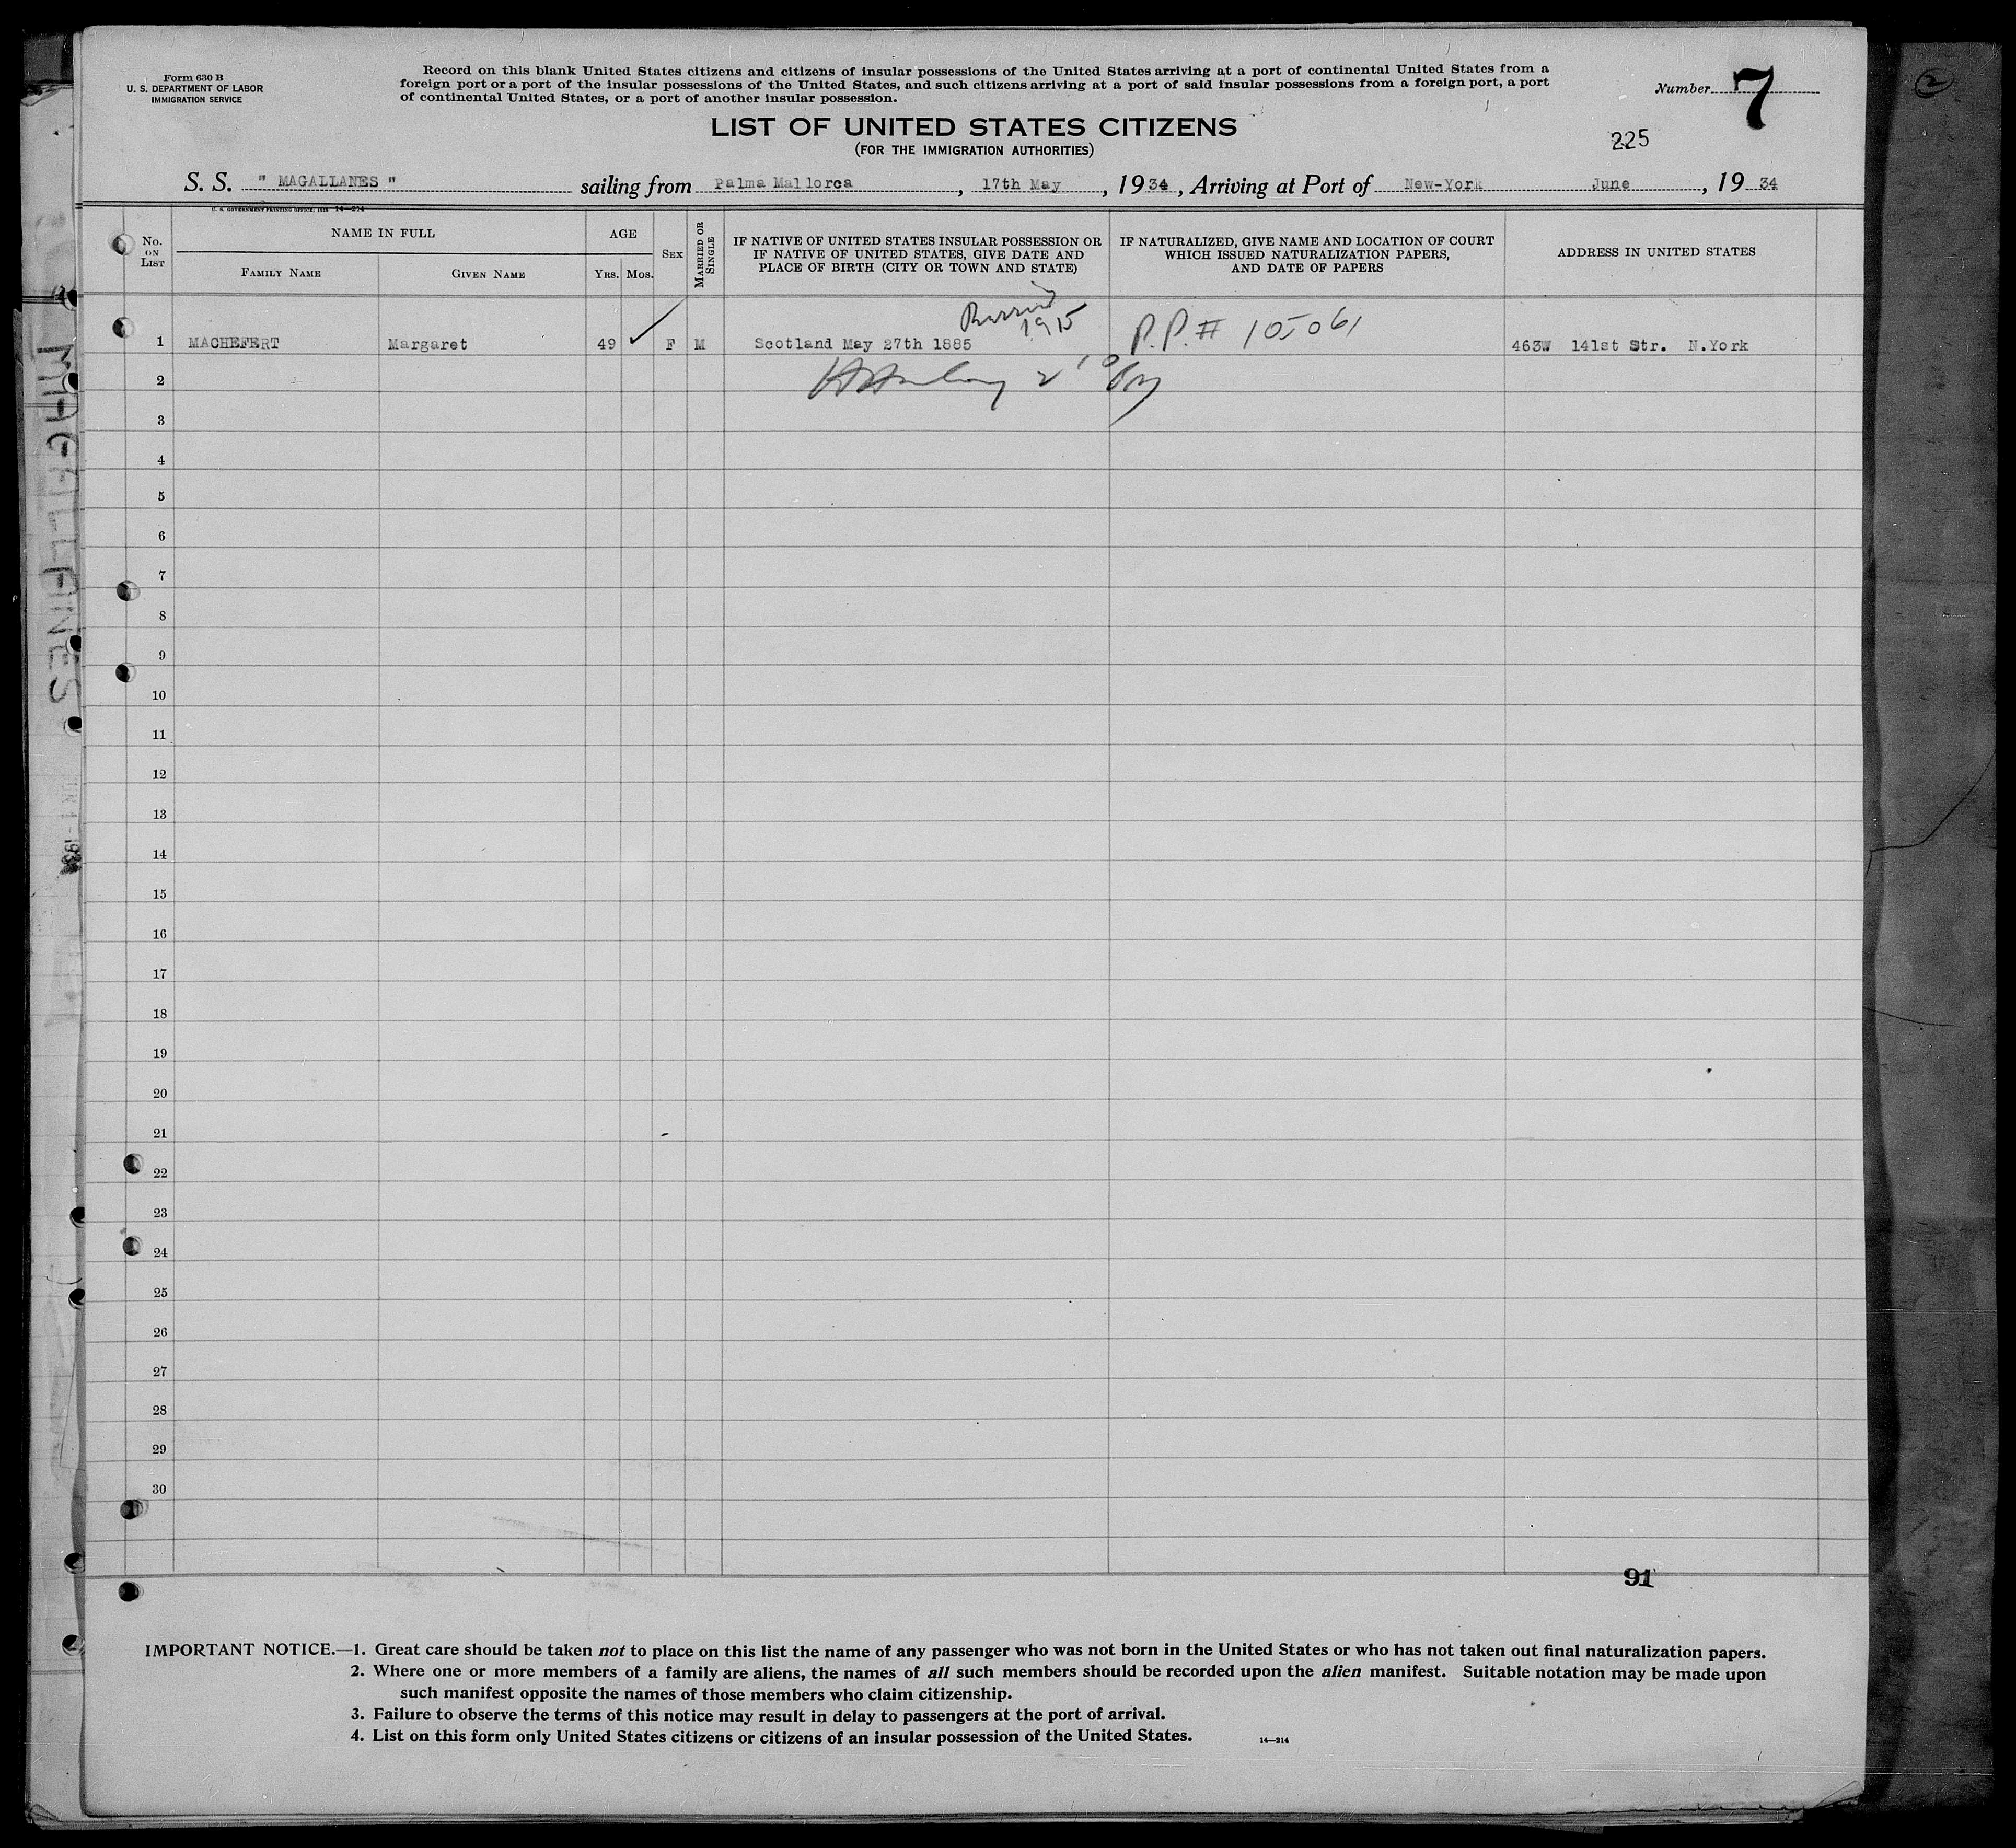 Form 630 B
U. S. DEPARTMENT OF LABOR
IMMIGRATION SERVICE
Record on this blank United States citizens and citizens of insular possessions of the United States arriving at a port of continental United States from a
foreign port or a port of the insular possessions of the United States, and such citizens arriving at a port of said insular possessions from a foreign port, a port
of continental United States, or a port of another insular possession.
Number 7
2
LIST OF UNITED STATES CITIZENS
(FOR THE IMMIGRATION AUTHORITIES)
225
S. S. " MAGALLANES " sailing from Palma Mallorca, 17th May, 1934, Arriving at Port of New-York June, 19 34
U. S. GOVERNMENT PRINTING OFFICE: 14—214
No. ON LIST
NAME IN FULL
FAMILY NAME
GIVEN NAME
AGE
YRS. MOS.
SEX
MARRIED OR SINGLE
IF NATIVE OF UNITED STATES INSULAR POSSESSION OR
IF NATIVE OF UNITED STATES, GIVE DATE AND
PLACE OF BIRTH (CITY OR TOWN AND STATE)
IF NATURALIZED, GIVE NAME AND LOCATION OF COURT
WHICH ISSUED NATURALIZATION PAPERS,
AND DATE OF PAPERS
ADDRESS IN UNITED STATES
1915
P.P. # 105061
1 MACHEFERT Margaret 49 F M Scotland May 27th 1885 463W 141st Str. N.York
2
3
4
5
6
7
8
9
10
11
12
13
14
15
16
17
18
19
20
21
22
23
24
25
26
27
28
29
30
91
IMPORTANT NOTICE.—1. Great care should be taken not to place on this list the name of any passenger who was not born in the United States or who has not taken out final naturalization papers.
2. Where one or more members of a family are aliens, the names of all such members should be recorded upon the alien manifest. Suitable notation may be made upon
such manifest opposite the names of those members who claim citizenship.
3. Failure to observe the terms of this notice may result in delay to passengers at the port of arrival.
4. List on this form only United States citizens or citizens of an insular possession of the United States.
14—214
MAGALLANES